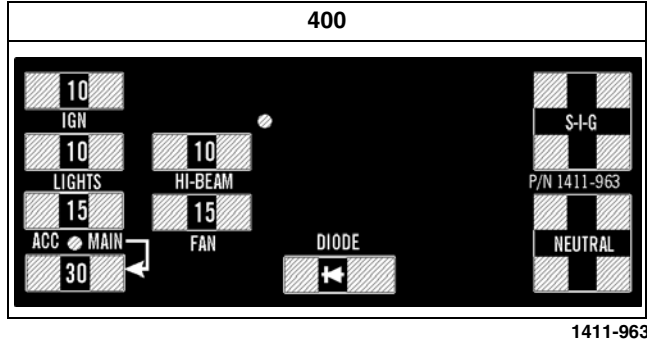 400
10
IGN
10
LIGHTS
15
ACC MAIN
30
10
HI-BEAM
15
FAN
DIODE
S-I-G
P/N 1411-963
NEUTRAL
1411-963